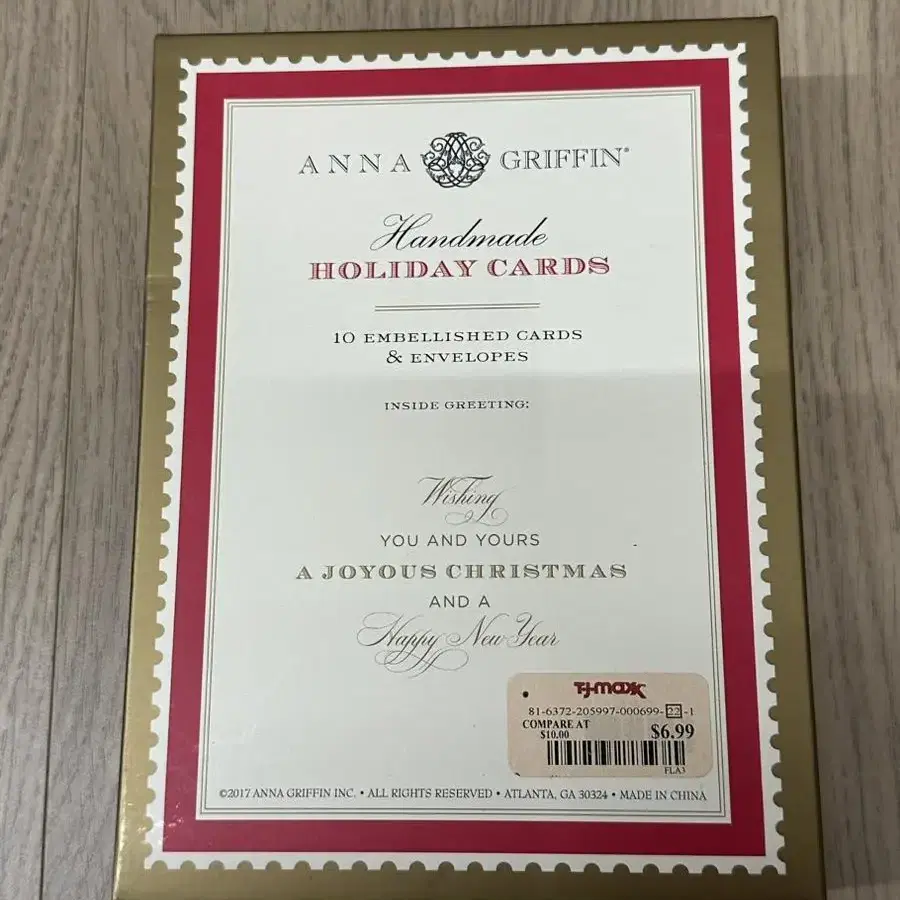 ANNA GRIFFIN®
Handmade
HOLIDAY CARDS
10 EMBELLISHED CARDS
& ENVELOPES
INSIDE GREETING:
Wishing
YOU AND YOURS
A JOYOUS CHRISTMAS
AND A
Happy New Year
T·J·maxx
81-6372-205997-000699-22-1
COMPARE AT
$10.00
$6.99
FLA3
©2017 ANNA GRIFFIN INC. • ALL RIGHTS RESERVED • ATLANTA, GA 30324 • MADE IN CHINA